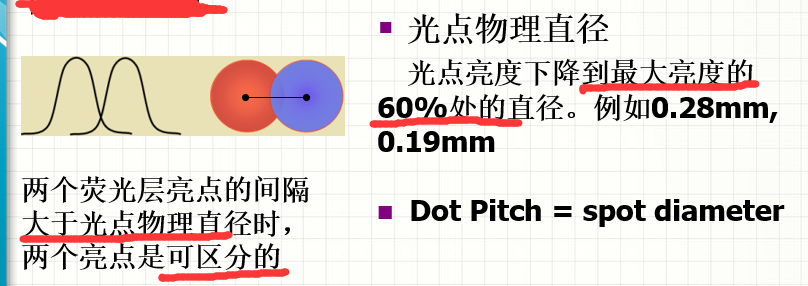 两个荧光层亮点的间隔
大于光点物理直径时，
两个亮点是可区分的
■ 光点物理直径
光点亮度下降到最大亮度的
60%处的直径。例如0.28mm,
0.19mm
■ Dot Pitch = spot diameter